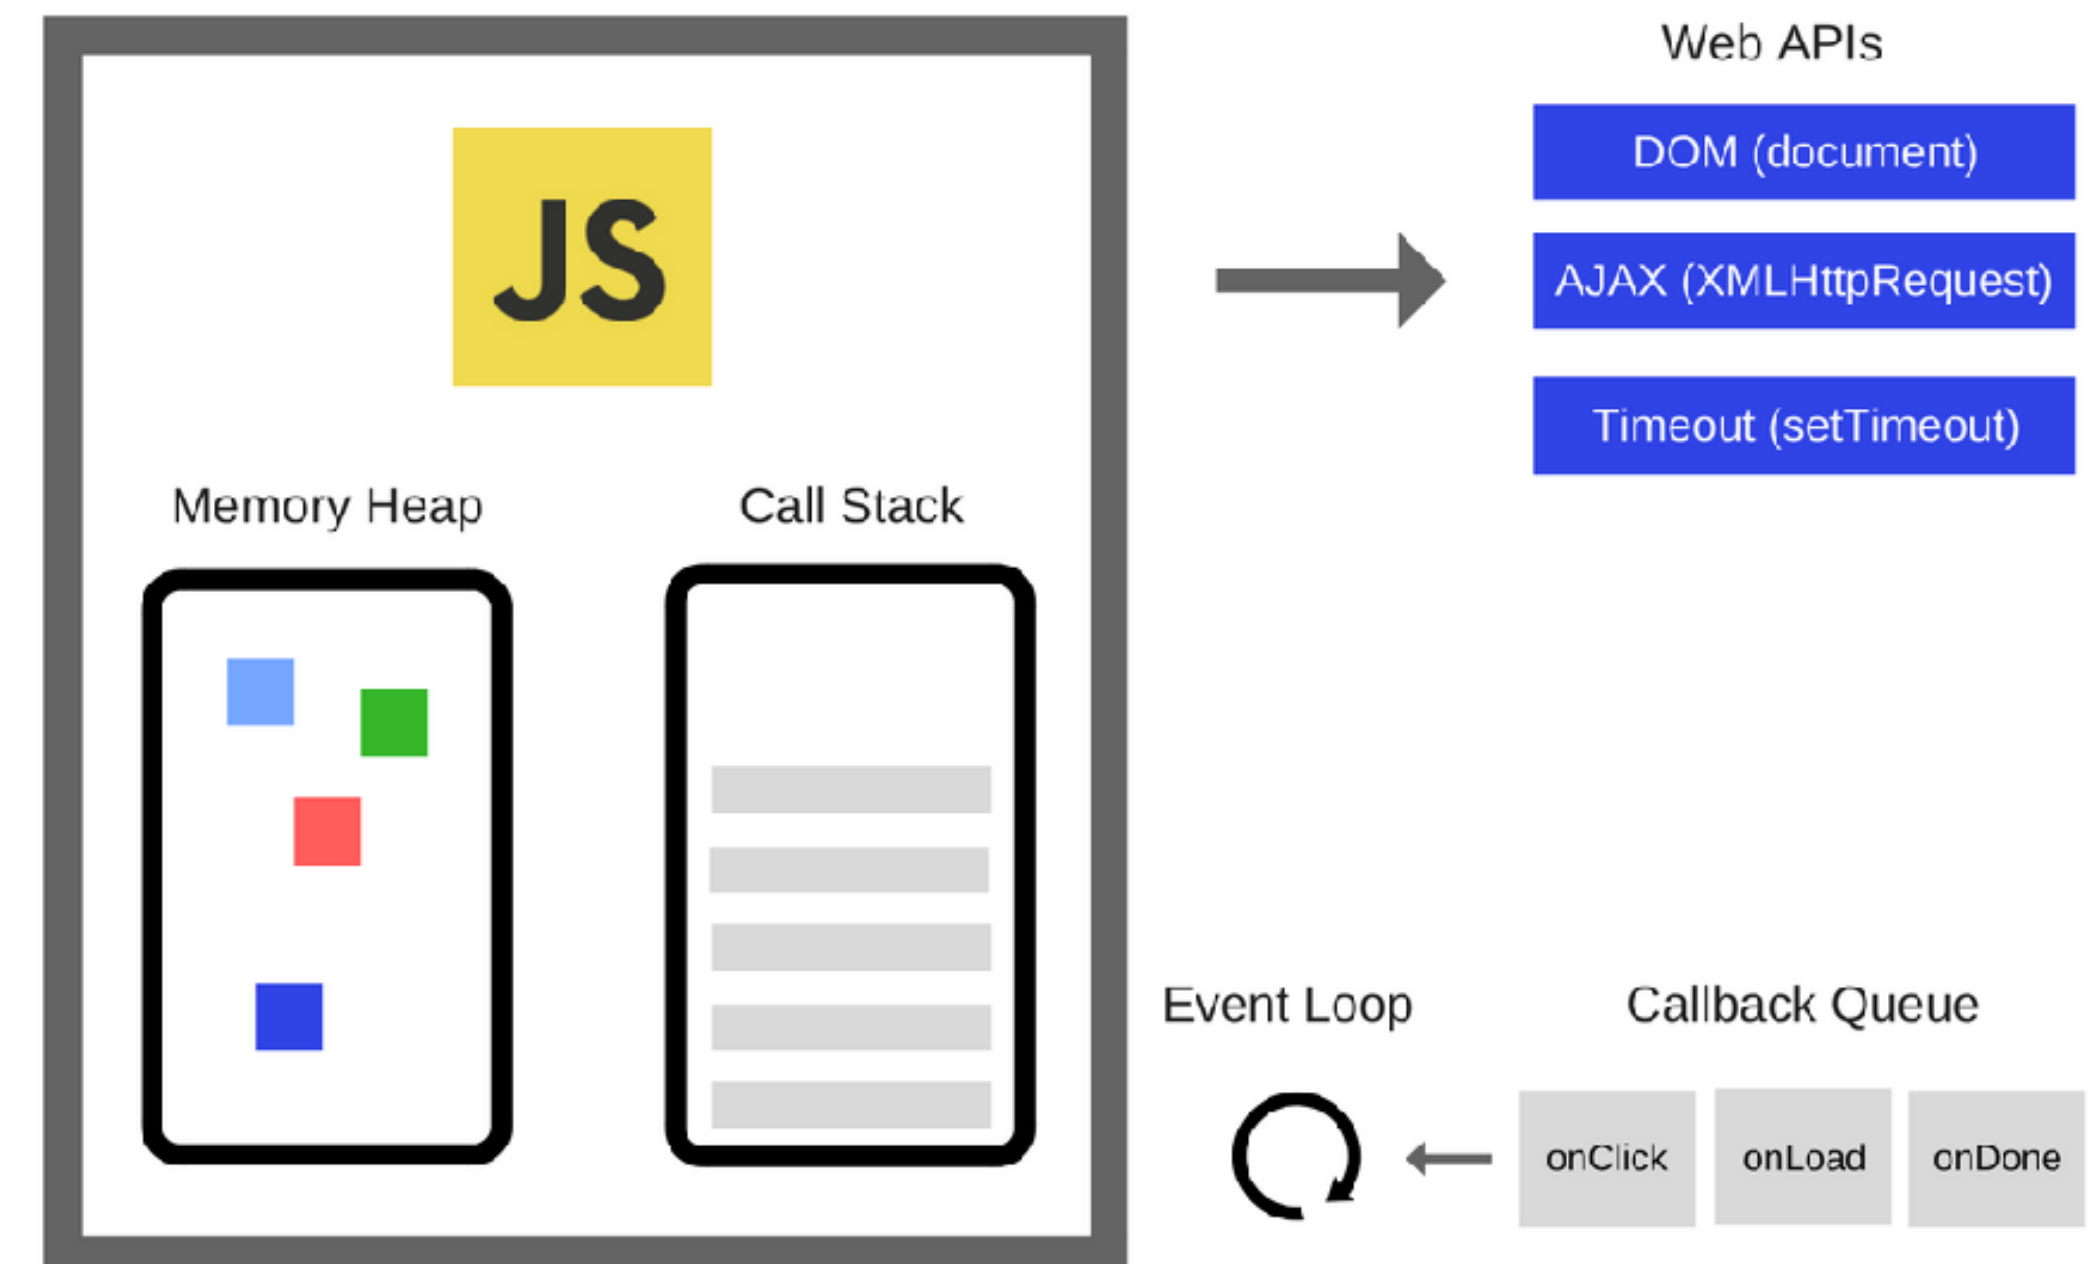 Web APIs
DOM (document)
JS
AJAX (XMLHttpRequest)
Timeout (setTimeout)
Memory Heap
Call Stack
Event Loop
Callback Queue
onClick
onLoad
onDone